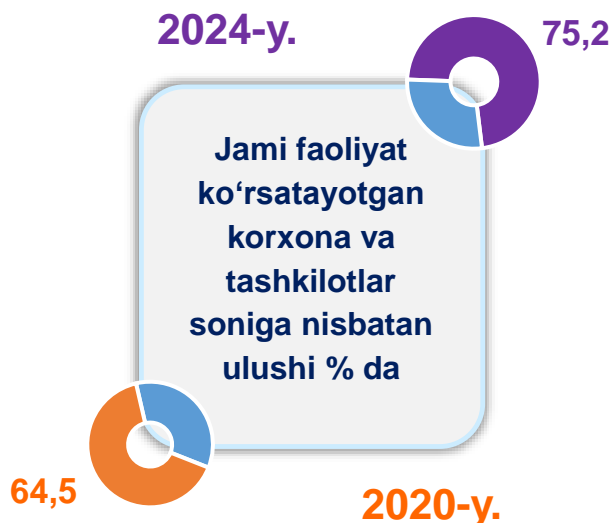 2024-y.
75,2
Jami faoliyat
ko‘rsatayotgan
korxona va
tashkilotlar
soniga nisbatan
ulushi % da
64,5
2020-y.